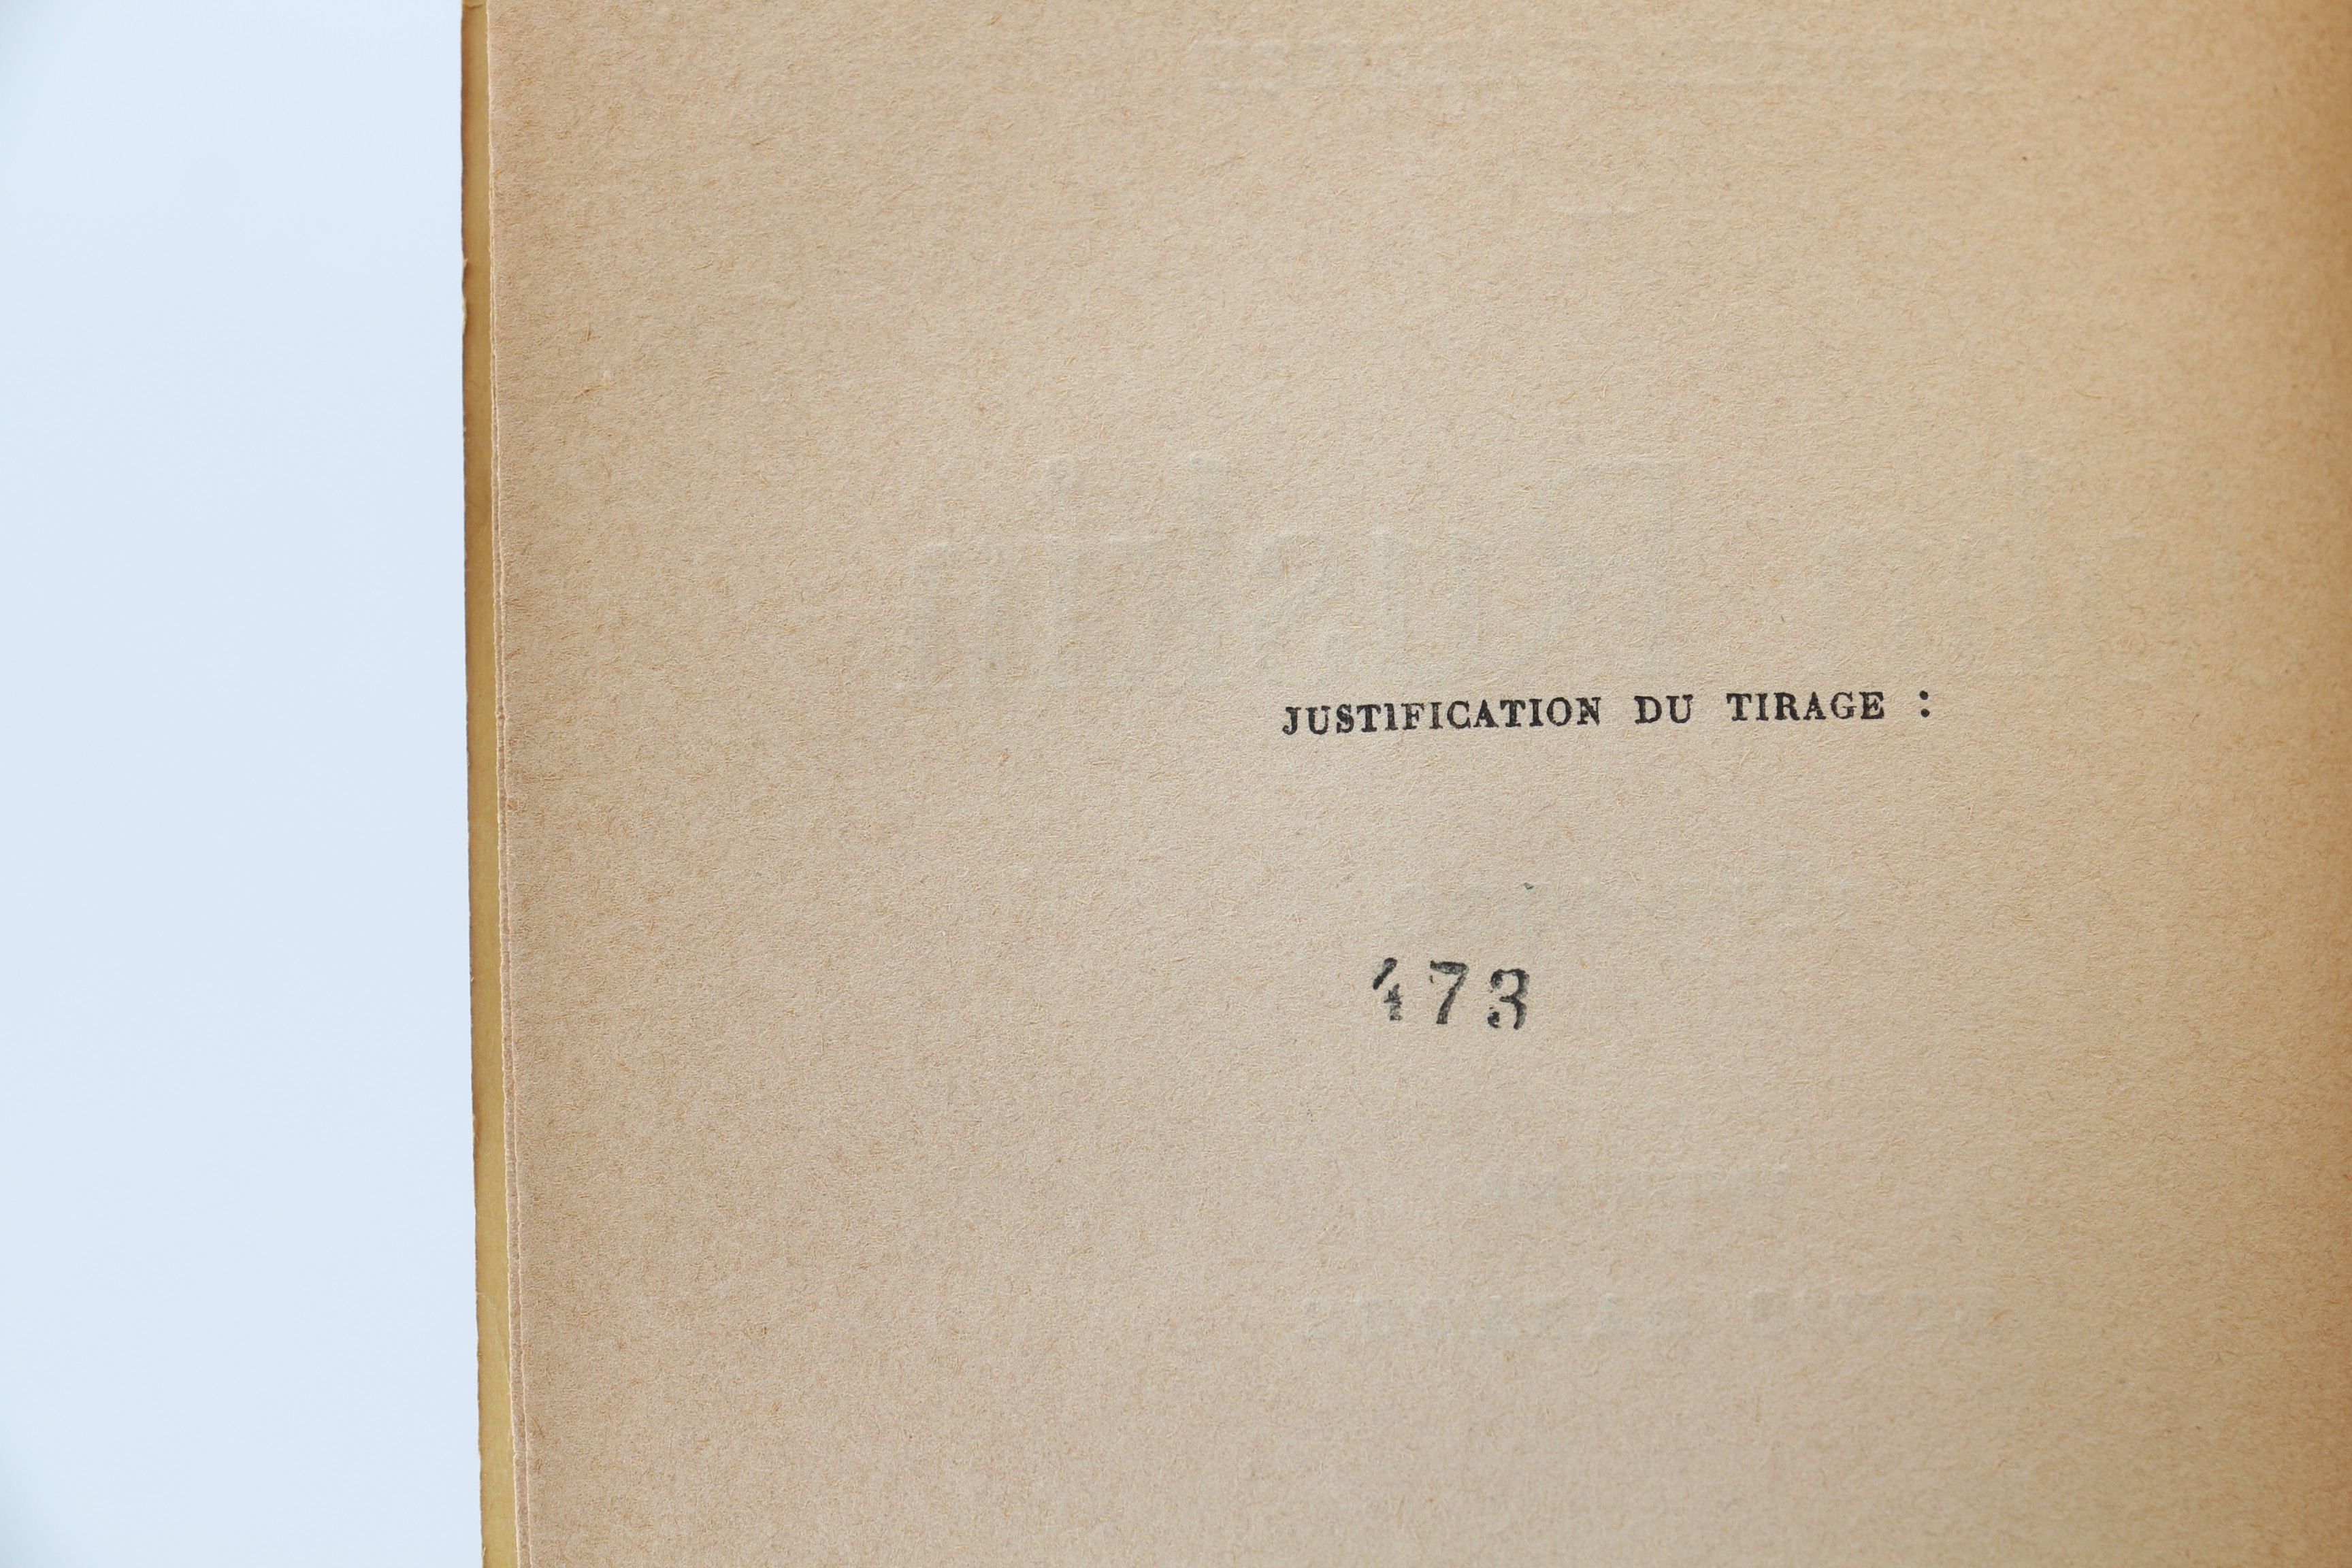 JUSTIFICATION DU TIRAGE :
473